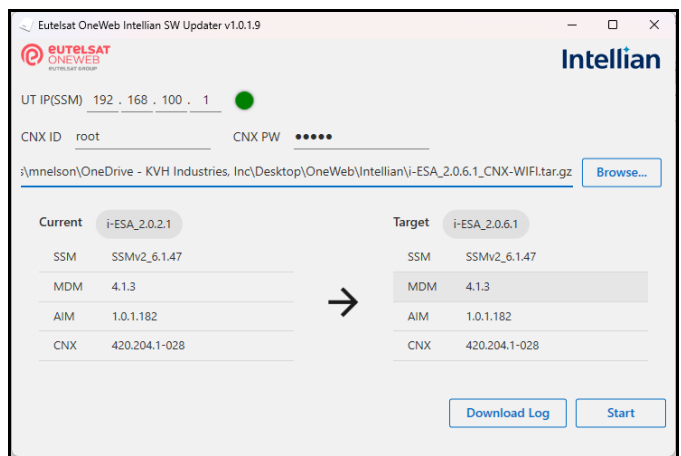 Eutelsat OneWeb Intellian SW Updater v1.0.1.9
eUTELSAT
ONEWEB
EUTELSAT GROUP
Intellian
UT IP(SSM) 192 . 168 . 100 . 1
CNX ID root CNX PW •••••
s\mnelson\OneDrive - KVH Industries, Inc\Desktop\OneWeb\Intellian\i-ESA_2.0.6.1_CNX-WIFI.tar.gz Browse...
Current i-ESA_2.0.2.1
SSM SSMv2_6.1.47
MDM 4.1.3
AIM 1.0.1.182
CNX 420.204.1-028
Target i-ESA_2.0.6.1
SSM SSMv2_6.1.47
MDM 4.1.3
AIM 1.0.1.182
CNX 420.204.1-028
Download Log Start